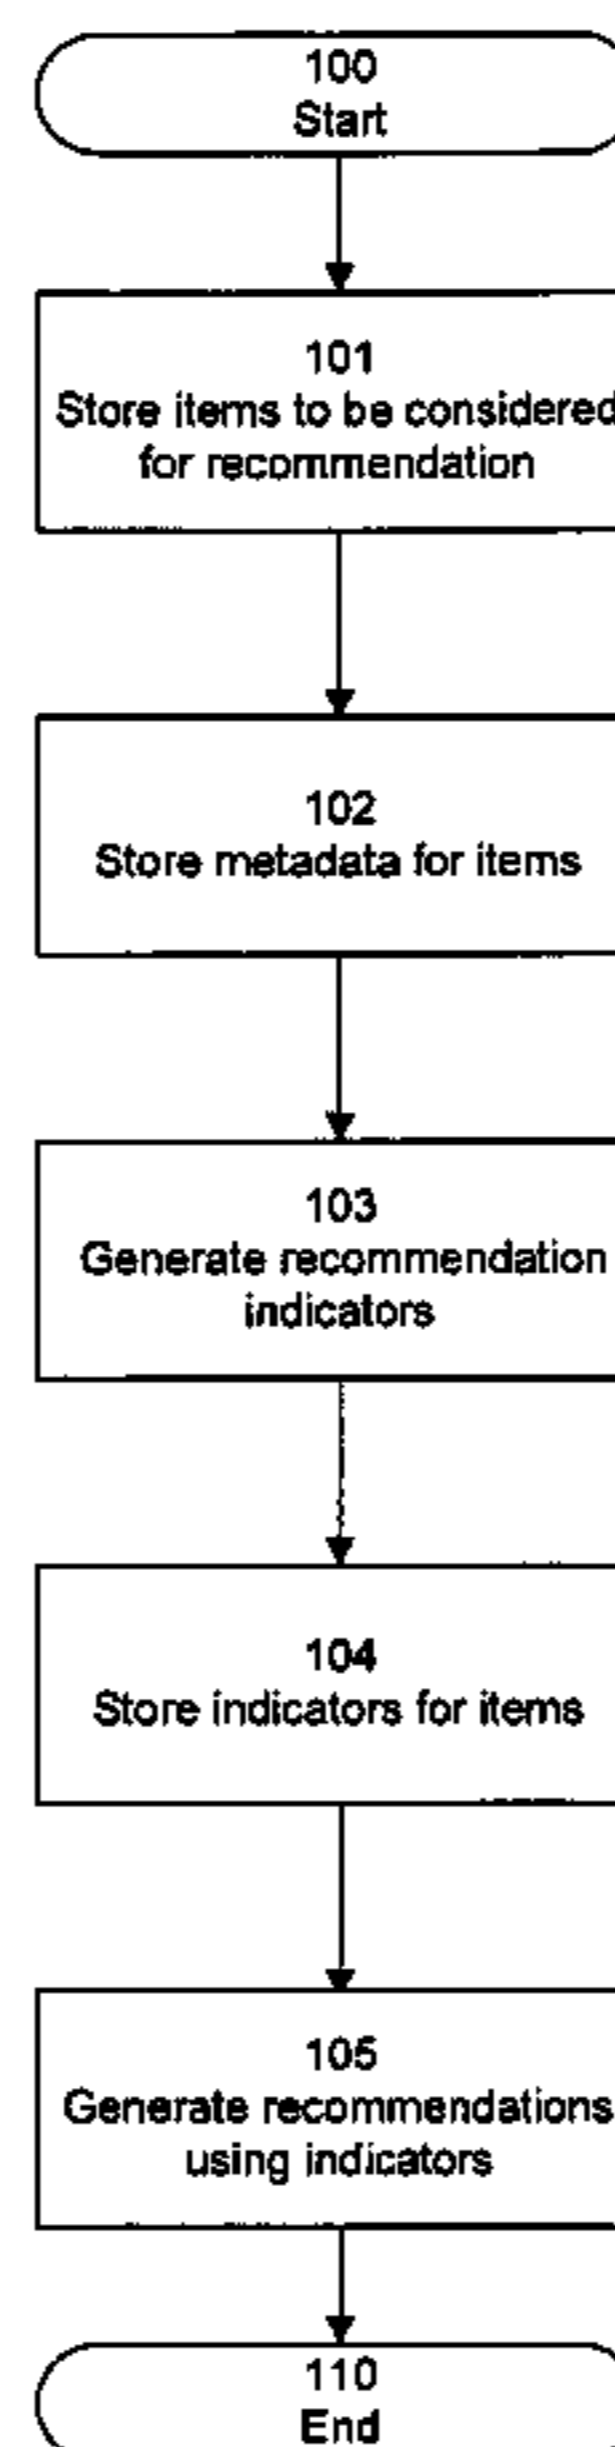 100
Start
101
Store items to be considered
for recommendation
102
Store metadata for items
103
Generate recommendation
indicators
104
Store indicators for items
105
Generate recommendations
using indicators
110
End